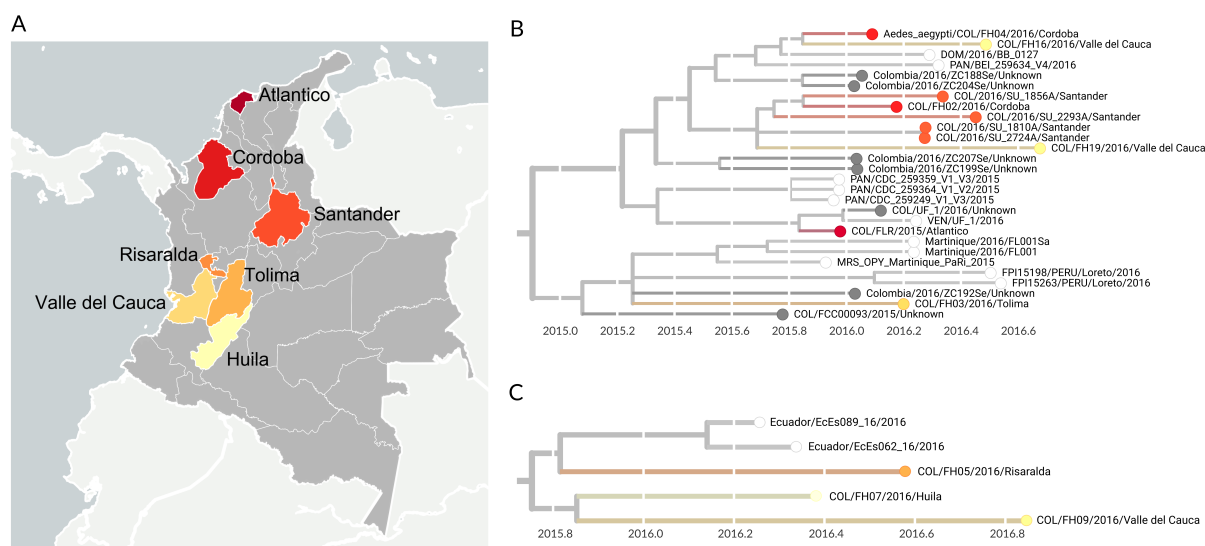 A
Atlantico
Cordoba
Santander
Risaralda
Tolima
Valle del Cauca
Huila
B
Aedes_aegypti/COL/FH04/2016/Cordoba
COL/FH16/2016/Valle del Cauca
DOM/2016/BB_0127
PAN/BEI_259634_V4/2016
Colombia/2016/ZC188Se/Unknown
Colombia/2016/ZC204Se/Unknown
COL/2016/SU_1856A/Santander
COL/FH02/2016/Cordoba
COL/2016/SU_2293A/Santander
COL/2016/SU_1810A/Santander
COL/2016/SU_2724A/Santander
COL/FH19/2016/Valle del Cauca
Colombia/2016/ZC207Se/Unknown
Colombia/2016/ZC199Se/Unknown
PAN/CDC_259359_V1_V3/2015
PAN/CDC_259364_V1_V2/2015
PAN/CDC_259249_V1_V3/2015
COL/UF_1/2016/Unknown
VEN/UF_1/2016
COL/FLR/2015/Atlantico
Martinique/2016/FL001Sa
Martinique/2016/FL001
MRS_OPY_Martinique_PaRi_2015
FPI15198/PERU/Loreto/2016
FPI15263/PERU/Loreto/2016
Colombia/2016/ZC192Se/Unknown
COL/FH03/2016/Tolima
COL/FCC00093/2015/Unknown
2015.0 2015.2 2015.4 2015.6 2015.8 2016.0 2016.2 2016.4 2016.6
C
Ecuador/EcEs089_16/2016
Ecuador/EcEs062_16/2016
COL/FH05/2016/Risaralda
COL/FH07/2016/Huila
COL/FH09/2016/Valle del Cauca
2015.8 2016.0 2016.2 2016.4 2016.6 2016.8